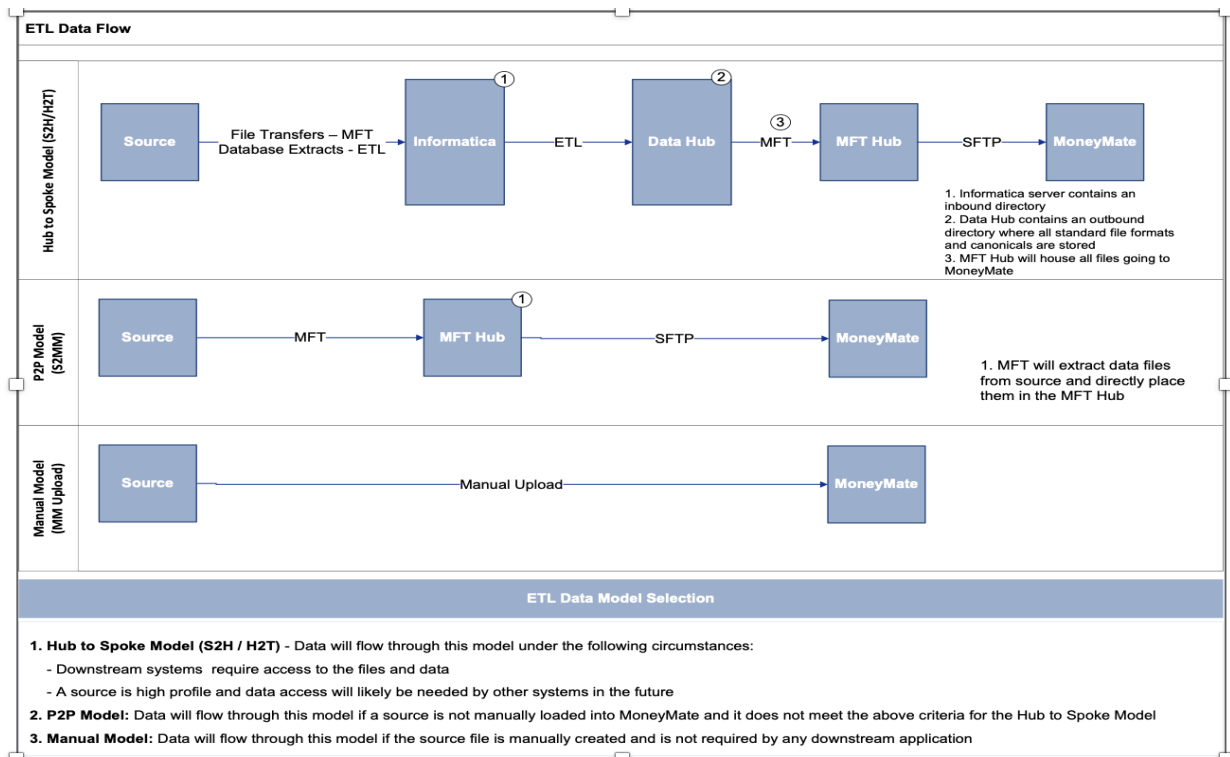 ETL Data Flow
Hub to Spoke Model (S2H/H2T)
Source
File Transfers – MFT
Database Extracts - ETL
1
Informatica
ETL
2
Data Hub
3
MFT
MFT Hub
SFTP
MoneyMate
1. Informatica server contains an
inbound directory
2. Data Hub contains an outbound
directory where all standard file formats
and canonicals are stored
3. MFT Hub will house all files going to
MoneyMate
P2P Model
(S2MM)
Source
MFT
1
MFT Hub
SFTP
MoneyMate
1. MFT will extract data files
from source and directly place
them in the MFT Hub
Manual Model
(MM Upload)
Source
Manual Upload
MoneyMate
ETL Data Model Selection
1. Hub to Spoke Model (S2H / H2T) - Data will flow through this model under the following circumstances:
- Downstream systems require access to the files and data
- A source is high profile and data access will likely be needed by other systems in the future
2. P2P Model: Data will flow through this model if a source is not manually loaded into MoneyMate and it does not meet the above criteria for the Hub to Spoke Model
3. Manual Model: Data will flow through this model if the source file is manually created and is not required by any downstream application